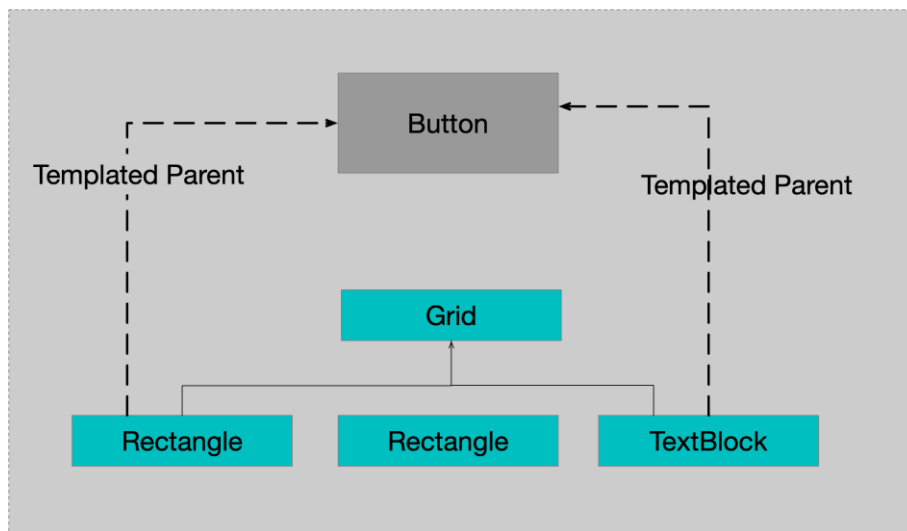 Button
Templated Parent
Templated Parent
Grid
Rectangle
Rectangle
TextBlock